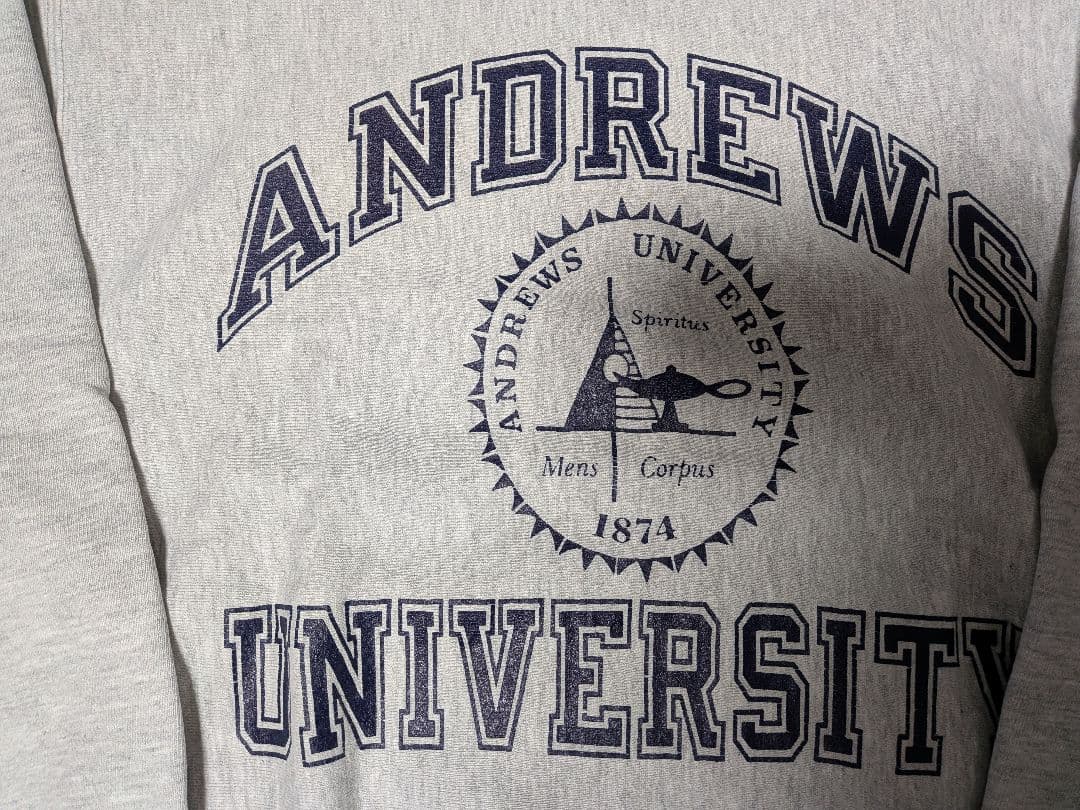 ANDREWS
ANDREWS UNIVERSITY
Spiritus
Mens Corpus
1874
UNIVERSITY